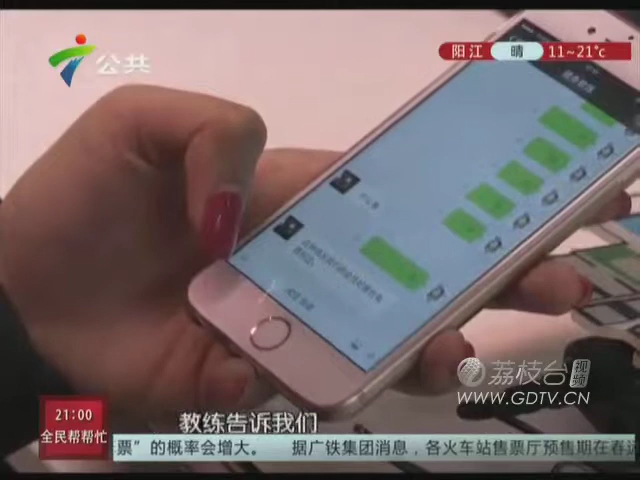 公共
阳江 晴 11~21℃
荔枝台 视频
WWW.GDTV.CN
教练告诉我们
21:00
全民帮帮忙
票”的概率会增大。 据广铁集团消息，各火车站售票厅预售期在春运